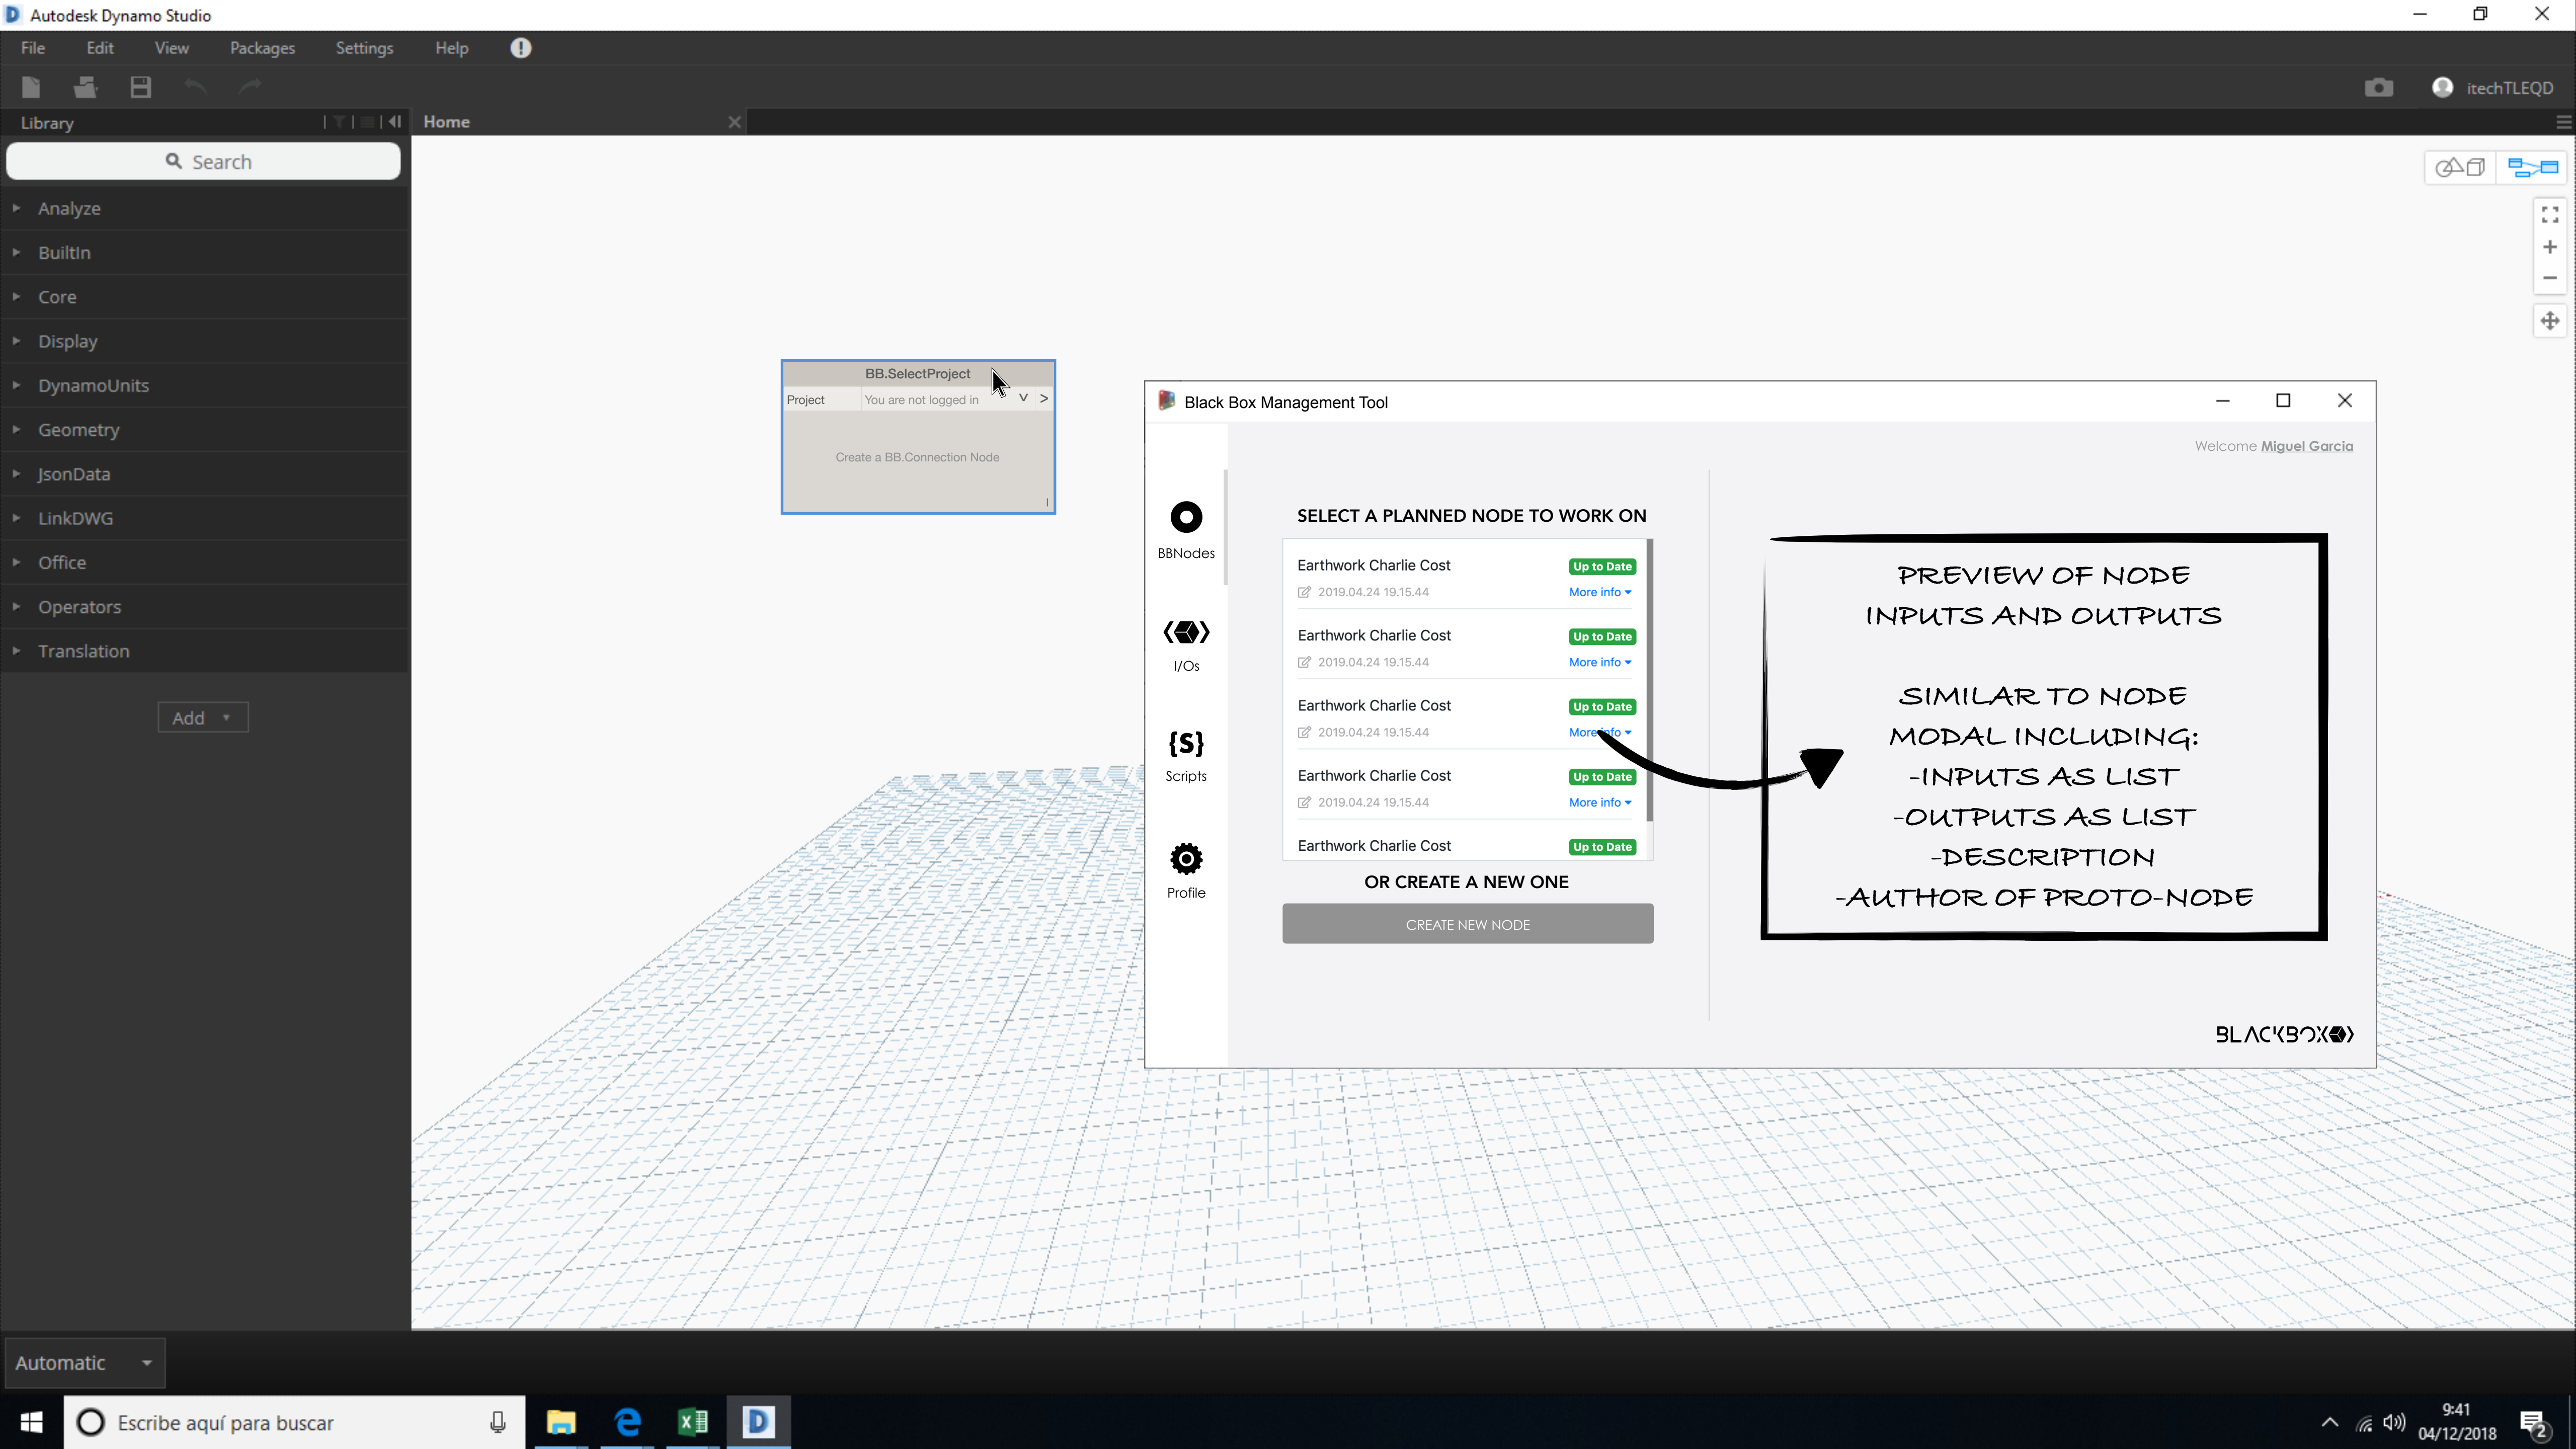 Autodesk Dynamo Studio
File Edit View Packages Settings Help
itechTLEQD
Library
Home
Search
Analyze
BuiltIn
Core
Display
DynamoUnits
Geometry
JsonData
LinkDWG
Office
Operators
Translation
Add
BB.SelectProject
Project You are not logged in V >
Create a BB.Connection Node
Black Box Management Tool
Welcome Miguel Garcia
BBNodes
I/Os
{S}
Scripts
Profile
SELECT A PLANNED NODE TO WORK ON
Earthwork Charlie Cost Up to Date
2019.04.24 19.15.44 More info
Earthwork Charlie Cost Up to Date
2019.04.24 19.15.44 More info
Earthwork Charlie Cost Up to Date
2019.04.24 19.15.44 More info
Earthwork Charlie Cost Up to Date
2019.04.24 19.15.44 More info
Earthwork Charlie Cost Up to Date
OR CREATE A NEW ONE
CREATE NEW NODE
PREVIEW OF NODE
INPUTS AND OUTPUTS
SIMILAR TO NODE
MODAL INCLUDING:
-INPUTS AS LIST
-OUTPUTS AS LIST
-DESCRIPTION
-AUTHOR OF PROTO-NODE
BLACKBOX
Automatic
Escribe aquí para buscar
9:41
04/12/2018
2